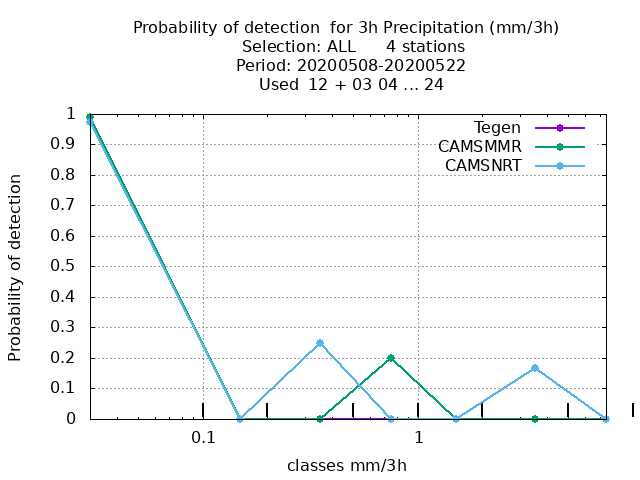 Probability of detection  for 3h Precipitation (mm/3h)
Selection: ALL      4 stations
Period: 20200508-20200522
Used  12 + 03 04 ... 24
Tegen
CAMSMMR
CAMSNRT
1
0.9
0.8
0.7
0.6
0.5
0.4
0.3
0.2
0.1
0
Probability of detection
0.1
1
classes mm/3h